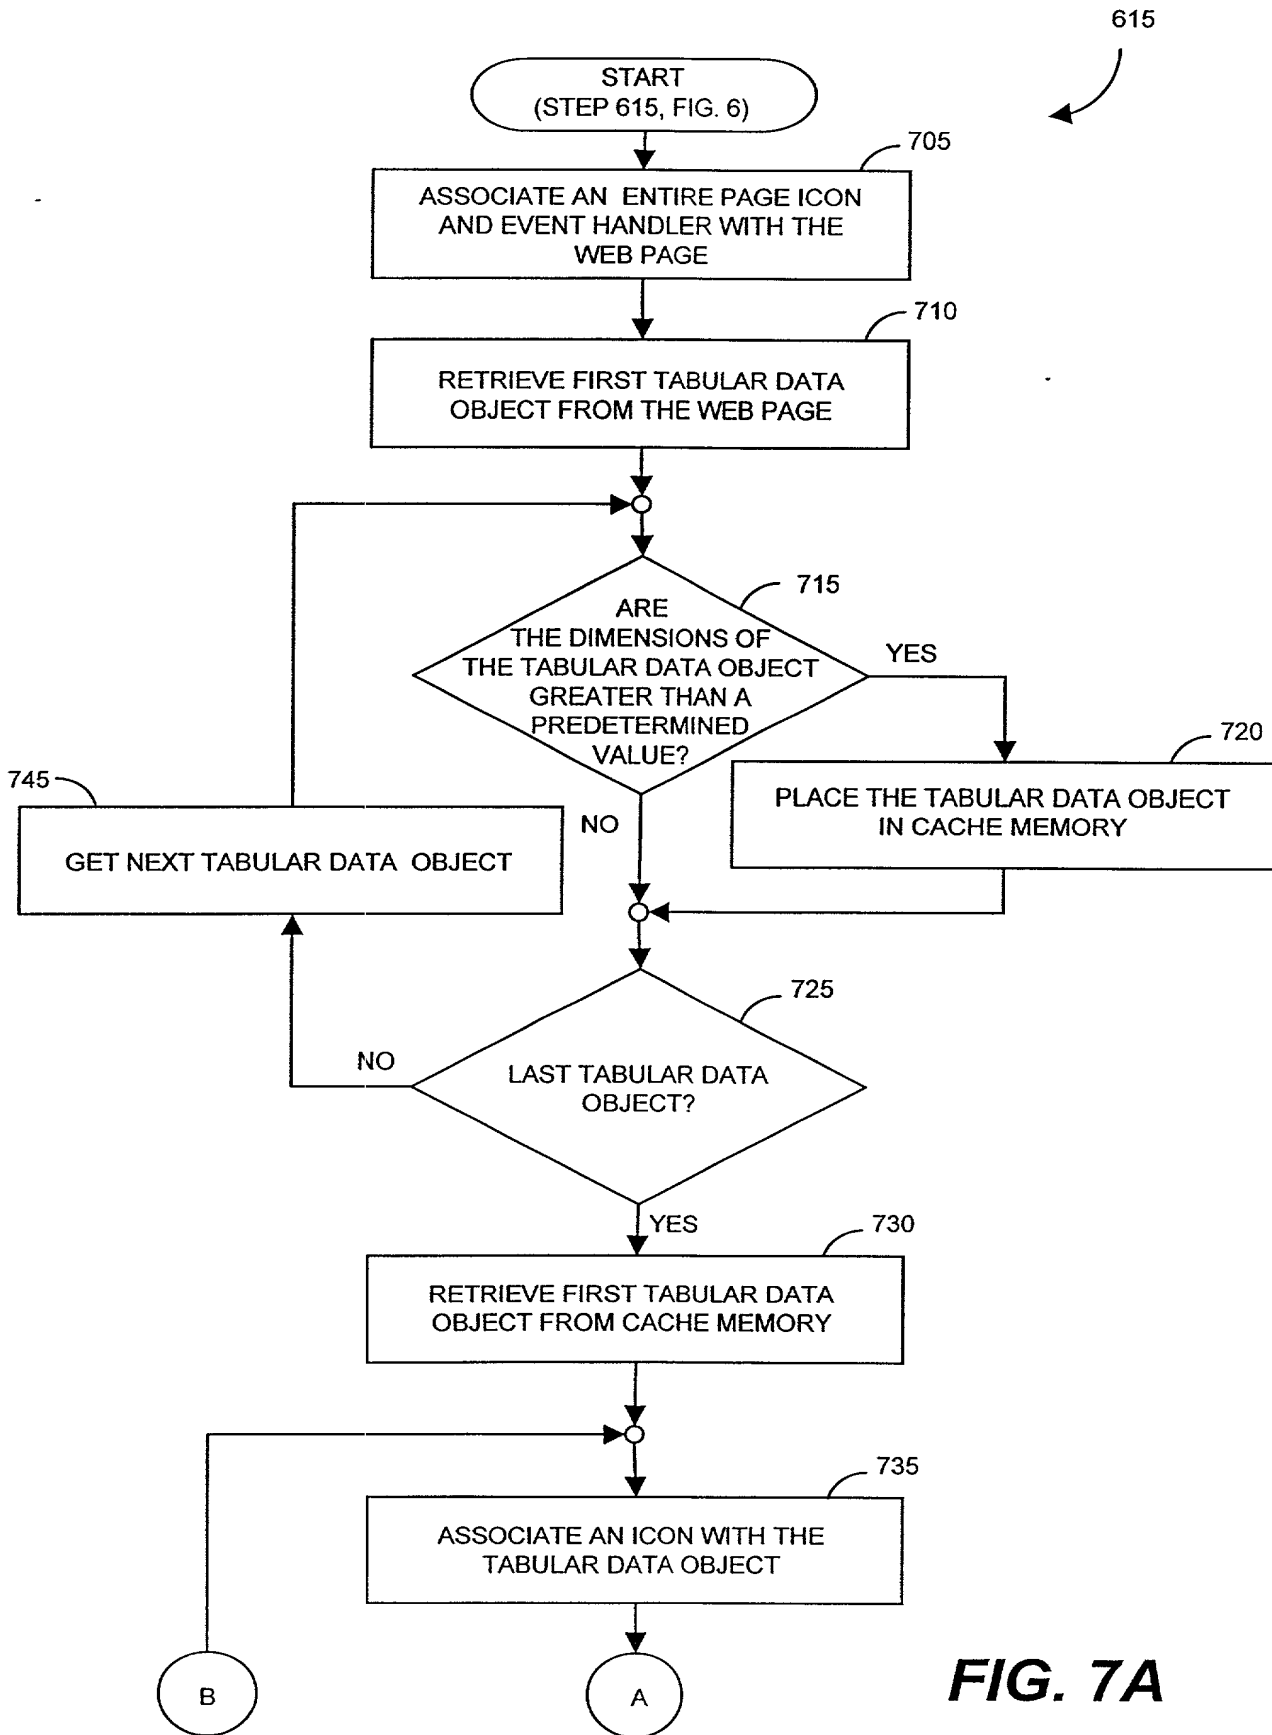 615
START
(STEP 615, FIG. 6)
705
ASSOCIATE AN ENTIRE PAGE ICON
AND EVENT HANDLER WITH THE
WEB PAGE
710
RETRIEVE FIRST TABULAR DATA
OBJECT FROM THE WEB PAGE
715
ARE
THE DIMENSIONS OF
THE TABULAR DATA OBJECT
GREATER THAN A
PREDETERMINED
VALUE?
YES
NO
720
PLACE THE TABULAR DATA OBJECT
IN CACHE MEMORY
745
GET NEXT TABULAR DATA OBJECT
725
LAST TABULAR DATA
OBJECT?
NO
YES
730
RETRIEVE FIRST TABULAR DATA
OBJECT FROM CACHE MEMORY
735
ASSOCIATE AN ICON WITH THE
TABULAR DATA OBJECT
B
A
FIG. 7A